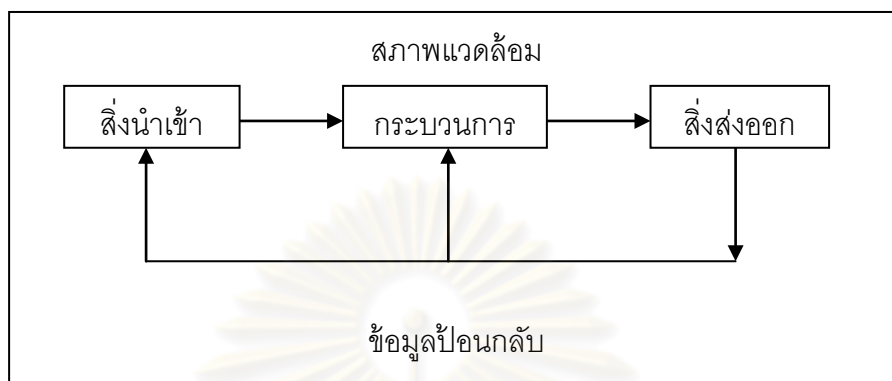 สภาพแวดล้อม
สิ่งนำเข้า กระบวนการ สิ่งส่งออก
ข้อมูลป้อนกลับ